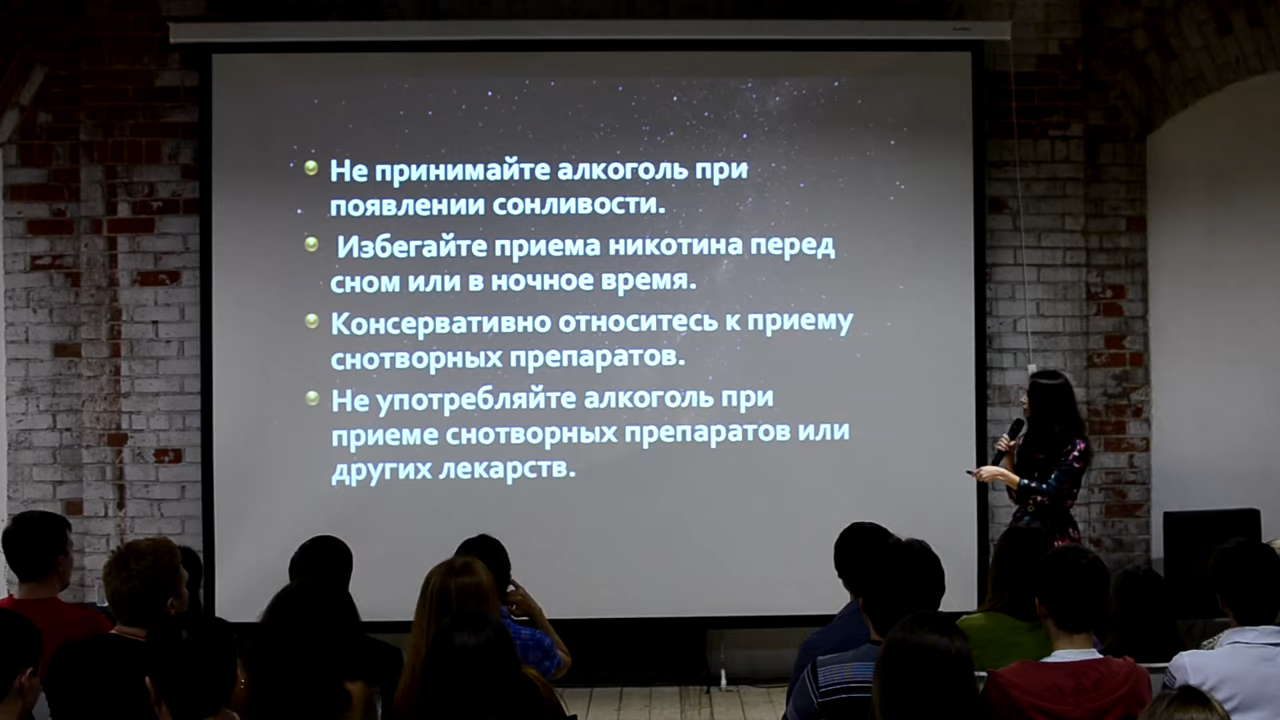 Не принимайте алкоголь при
появлении сонливости.
Избегайте приема никотина перед
сном или в ночное время.
Консервативно относитесь к приему
снотворных препаратов.
Не употребляйте алкоголь при
приеме снотворных препаратов или
других лекарств.